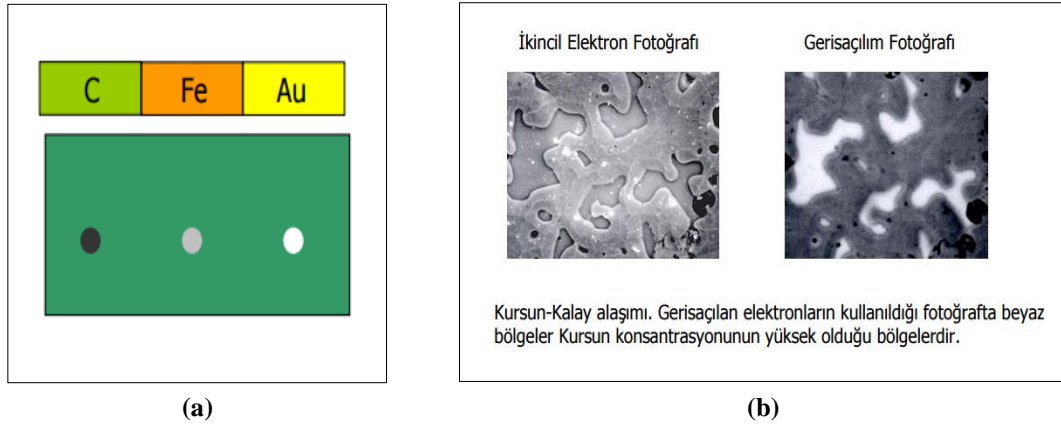 C Fe Au
İkincil Elektron Fotoğrafı Gerisaçılım Fotoğrafı
Kursun-Kalay alaşımı. Gerisaçılan elektronların kullanıldığı fotoğrafta beyaz
bölgeler Kursun konsantrasyonunun yüksek olduğu bölgelerdir.
(a) (b)